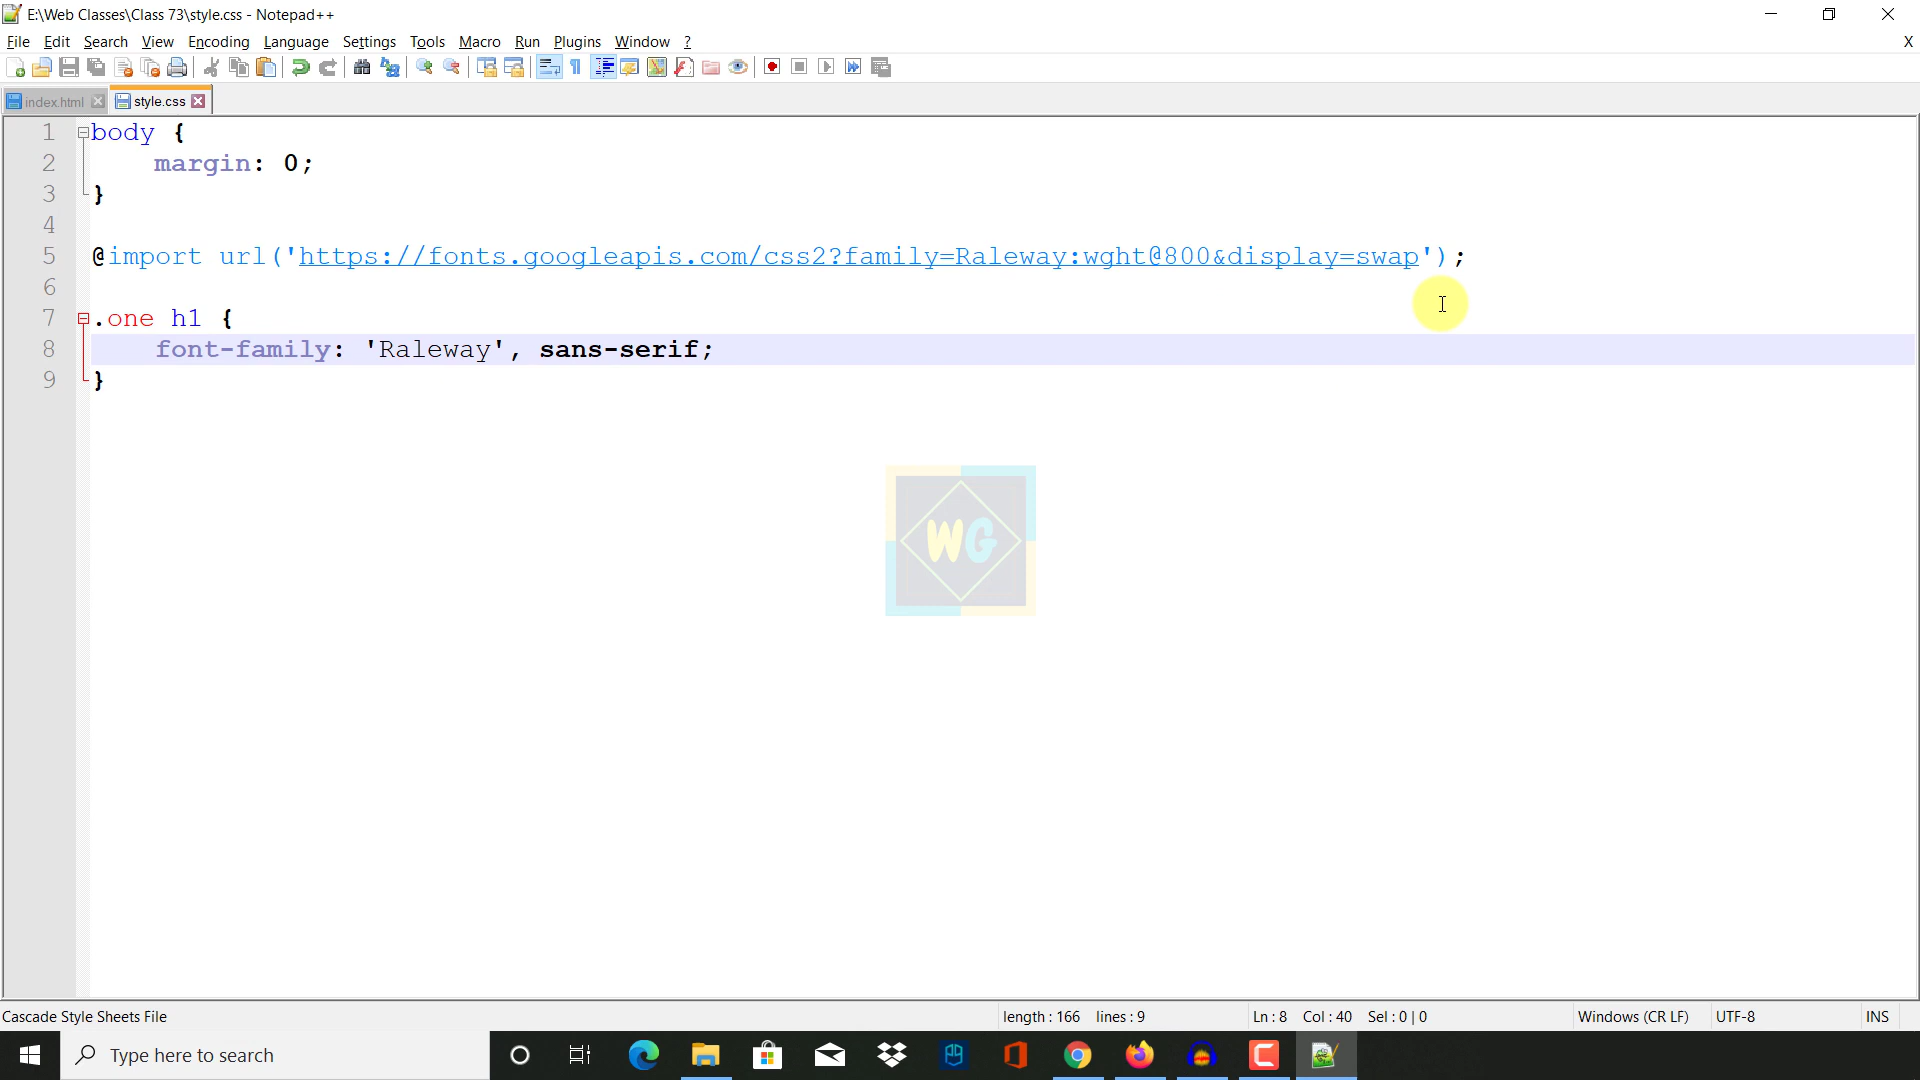 E:\Web Classes\Class 73\style.css - Notepad++
File Edit Search View Encoding Language Settings Tools Macro Run Plugins Window ?
X
index.html style.css
1 body {
2 margin: 0;
3 }
4
5 @import url('https://fonts.googleapis.com/css2?family=Raleway:wght@800&display=swap');
6
7 .one h1 {
8 font-family: 'Raleway', sans-serif;
9 }
WG
Cascade Style Sheets File length : 166 lines : 9 Ln : 8 Col : 40 Sel : 0 | 0 Windows (CR LF) UTF-8 INS
Type here to search